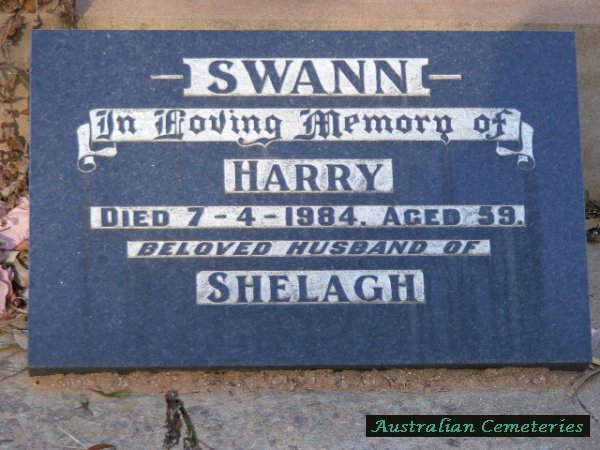 SWANN
In Loving Memory of
HARRY
DIED 7-4-1984. AGED 59.
BELOVED HUSBAND OF
SHELAGH
Australian Cemeteries